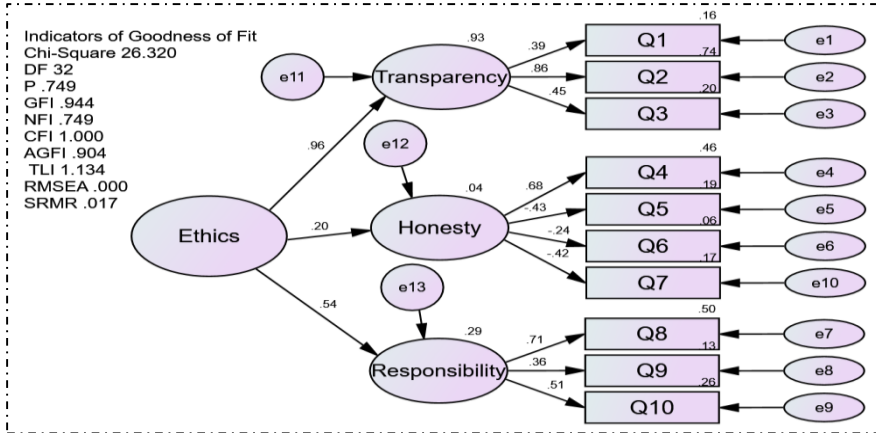 Indicators of Goodness of Fit
Chi-Square 26.320
DF 32
P .749
GFI .944
NFI .749
CFI 1.000
AGFI .904
TLI 1.134
RMSEA .000
SRMR .017
Ethics
.96
.20
.54
e11
.93
Transparency
.39
.86
.45
.16
Q1
e1
.74
Q2
e2
.20
Q3
e3
e12
.04
Honesty
.68
-.43
-.24
-.42
.46
Q4
e4
.19
Q5
e5
.06
Q6
e6
.17
Q7
e10
e13
.29
Responsibility
.71
.36
.51
.50
Q8
e7
.13
Q9
e8
.26
Q10
e9